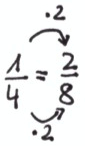 .2
1/4 = 2/8
.2